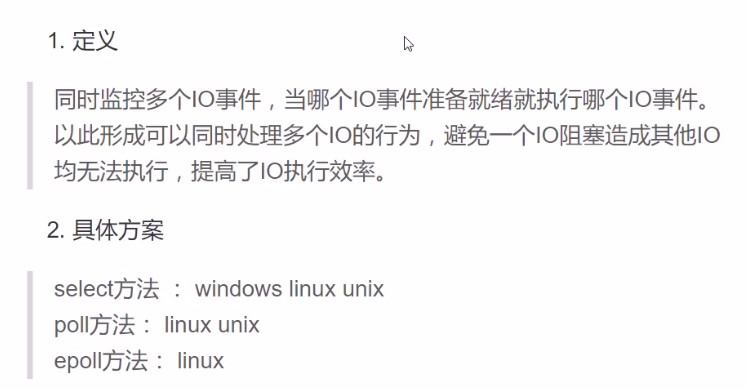 1. 定义
同时监控多个IO事件，当哪个IO事件准备就绪就执行哪个IO事件。
以此形成可以同时处理多个IO的行为，避免一个IO阻塞造成其他IO
均无法执行，提高了IO执行效率。
2. 具体方案
select方法 ： windows linux unix
poll方法： linux unix
epoll方法： linux